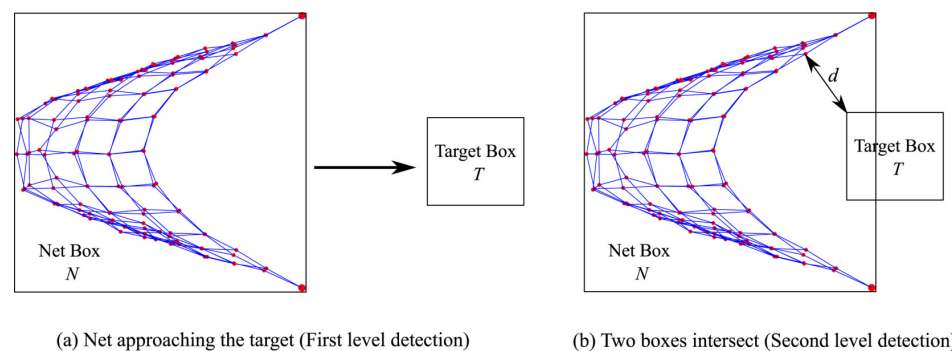 Net Box
N
Target Box
T
(a) Net approaching the target (First level detection)
d
Target Box
T
Net Box
N
(b) Two boxes intersect (Second level detection)